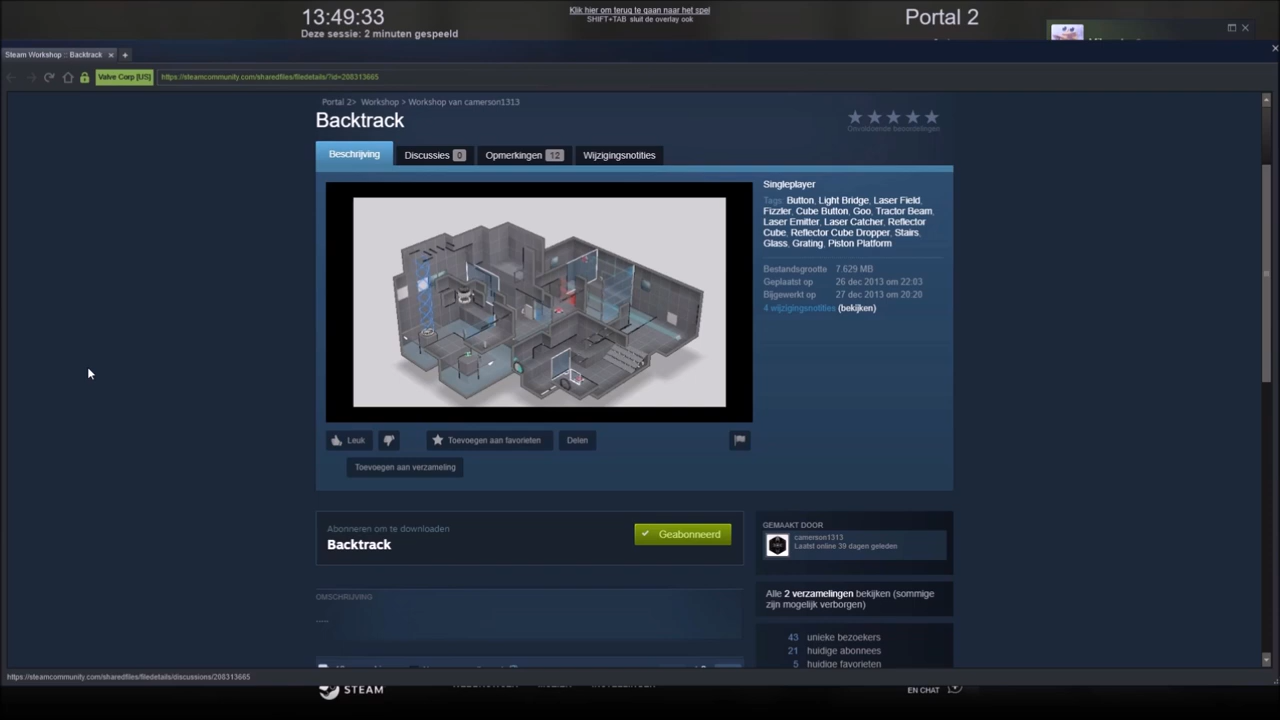 13:49:33
Deze sessie: 2 minuten gespeeld
Klik hier om terug te gaan naar het spel
SHIFT+TAB sluit de overlay ook
Portal 2
Steam Workshop :: Backtrack
Valve Corp [US]
https://steamcommunity.com/sharedfiles/filedetails/?id=208313665
Portal 2> Workshop > Workshop van camerson1313
Backtrack
Onvoldoende beoordelingen
Beschrijving
Discussies 0
Opmerkingen 12
Wijzigingsnotities
Singleplayer
Tags: Button, Light Bridge, Laser Field,
Fizzler, Cube Button, Goo, Tractor Beam,
Laser Emitter, Laser Catcher, Reflector
Cube, Reflector Cube Dropper, Stairs,
Glass, Grating, Piston Platform
Bestandsgrootte 7.629 MB
Geplaatst op 26 dec 2013 om 22:03
Bijgewerkt op 27 dec 2013 om 20:20
4 wijzigingsnotities (bekijken)
Leuk
Toevoegen aan favorieten
Delen
Toevoegen aan verzameling
Abonneren om te downloaden
Backtrack
Geabonneerd
GEMAAKT DOOR
camerson1313
Laatst online 39 dagen geleden
Alle 2 verzamelingen bekijken (sommige
zijn mogelijk verborgen)
OMSCHRIJVING
.....
43 unieke bezoekers
21 huidige abonnees
5 huidige favorieten
https://steamcommunity.com/sharedfiles/filedetails/discussions/208313665
STEAM
EN CHAT